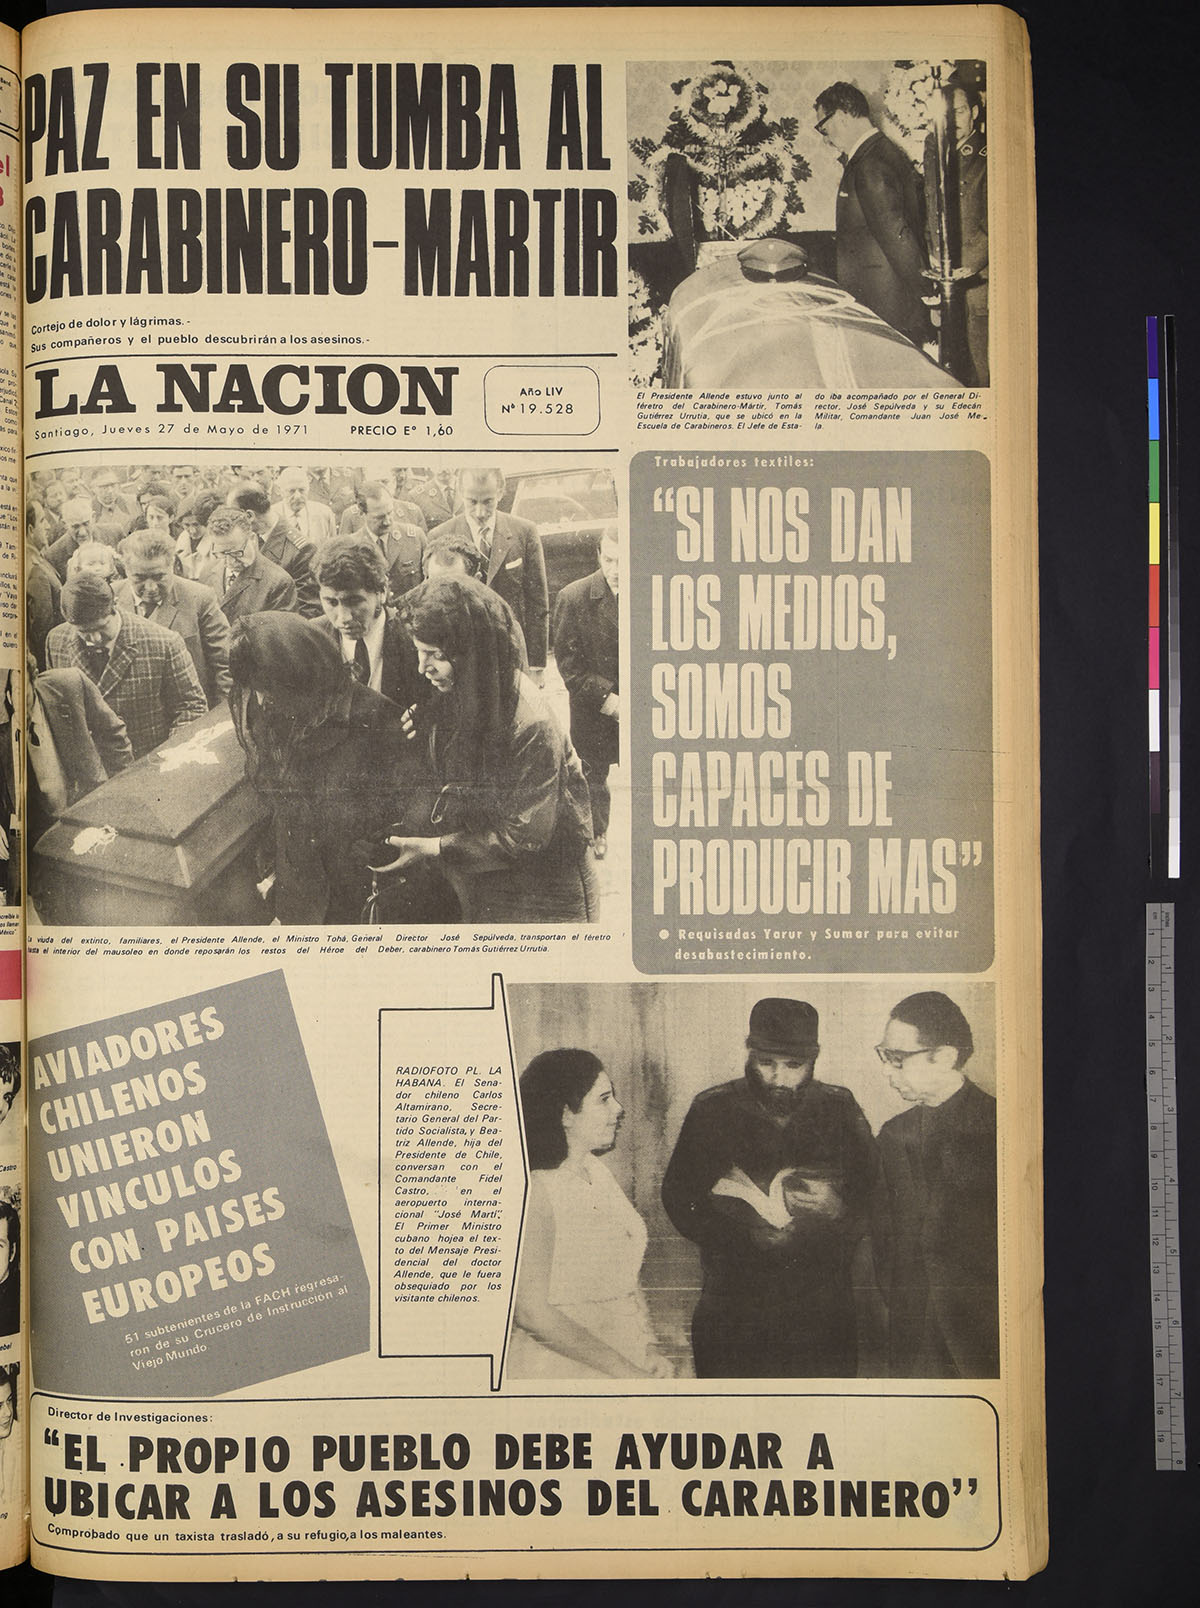 PAZ EN SU TUMBA AL
CARABINERO-MARTIR
Cortejo de dolor y lágrimas.-
Sus compañeros y el pueblo descubrirán a los asesinos.-
LA NACION
Año LIV
Nº 19.528
Santiago, Jueves 27 de Mayo de 1971 PRECIO Eº 1,60
El Presidente Allende estuvo junto al
féretro del Carabinero-Mártir, Tomás
Gutiérrez Urrutia, que se ubicó en la
Escuela de Carabineros. El Jefe de Esta-
do iba acompañado por el General Di-
rector, José Sepúlveda y su Edecán
Militar, Comandante Juan José Me-
la.
Trabajadores textiles:
“SI NOS DAN
LOS MEDIOS,
SOMOS
CAPACES DE
PRODUCIR MAS”
● Requisadas Yarur y Sumar para evitar
desabastecimiento.
La viuda del extinto, familiares, el Presidente Allende, el Ministro Tohá, General Director José Sepúlveda, transportan el féretro
hasta el interior del mausoleo en donde reposarán los restos del Héroe del Deber, carabinero Tomás Gutiérrez Urrutia.
AVIADORES
CHILENOS
UNIERON
VINCULOS
CON PAISES
EUROPEOS
51 subtenientes de la FACH regresa-
ron de su Crucero de Instrucción al
Viejo Mundo
RADIOFOTO PL. LA
HABANA. El Sena-
dor chileno Carlos
Altamirano, Secre-
tario General del Par-
tido Socialista, y Bea-
triz Allende, hija del
Presidente de Chile,
conversan con el
Comandante Fidel
Castro, en el
aeropuerto interna-
cional "José Martí".
El Primer Ministro
cubano hojea el tex-
to del Mensaje Presi-
dencial del doctor
Allende, que le fuera
obsequiado por los
visitante chilenos.
Director de Investigaciones:
“EL PROPIO PUEBLO DEBE AYUDAR A
UBICAR A LOS ASESINOS DEL CARABINERO”
Comprobado que un taxista trasladó, a su refugio, a los maleantes.